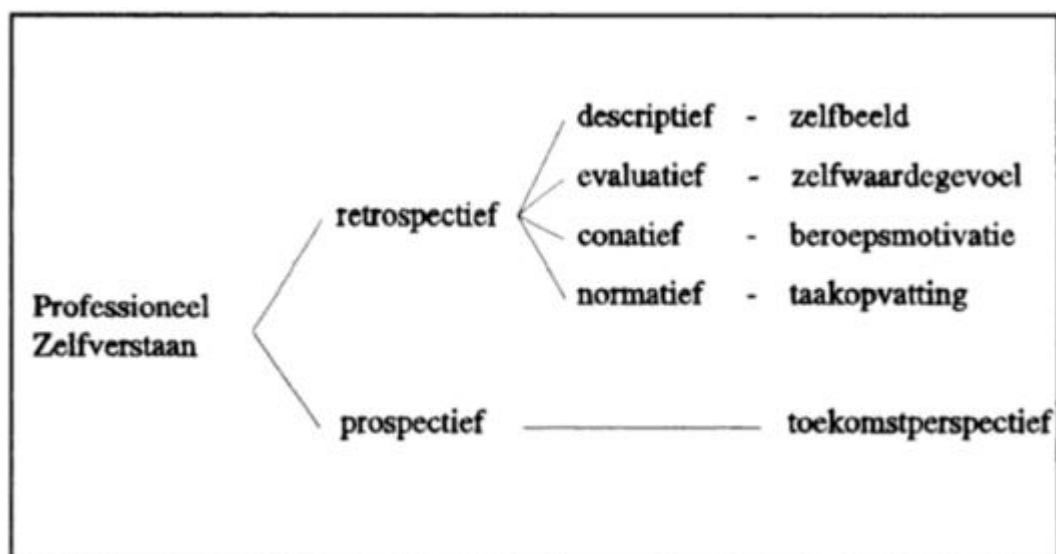 descriptief - zelfbeeld
evaluatief - zelfwaardegevoel
retrospectief
conatief - beroepsmotivatie
normatief - taakopvatting
Professioneel
Zelfverstaan
prospectief toekomstperspectief